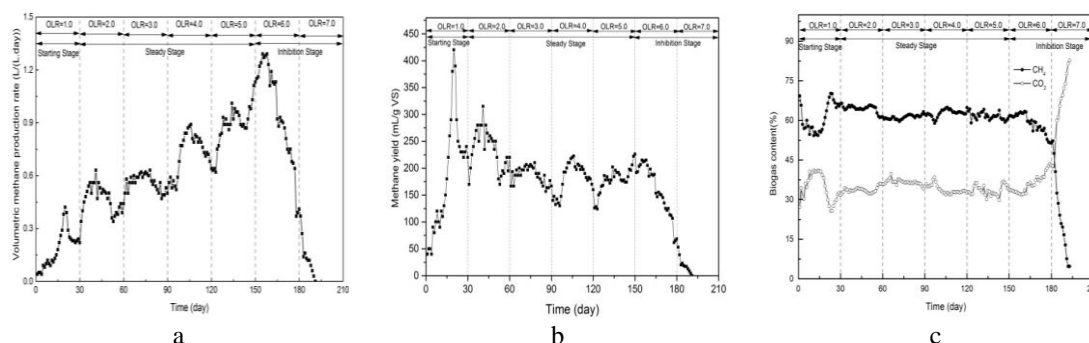 OLR=1.0 OLR=2.0 OLR=3.0 OLR=4.0 OLR=5.0 OLR=6.0 OLR=7.0
Starting Stage Steady Stage Inhibition Stage
Volumetric methane production rate (L/(L.day))
1.5
1.2
0.9
0.6
0.3
0.0
0 30 60 90 120 150 180 210
Time (day)
a
OLR=1.0 OLR=2.0 OLR=3.0 OLR=4.0 OLR=5.0 OLR=6.0 OLR=7.0
Starting Stage Steady Stage Inhibition Stage
Methane yield (mL/g VS)
450
400
350
300
250
200
150
100
50
0
0 30 60 90 120 150 180 210
Time (day)
b
OLR=1.0 OLR=2.0 OLR=3.0 OLR=4.0 OLR=5.0 OLR=6.0 OLR=7.0
Starting Stage Steady Stage Inhibition Stage
CH₄
CO₂
Biogas content(%)
90
75
60
45
30
15
0
0 30 60 90 120 150 180 210
Time (day)
c